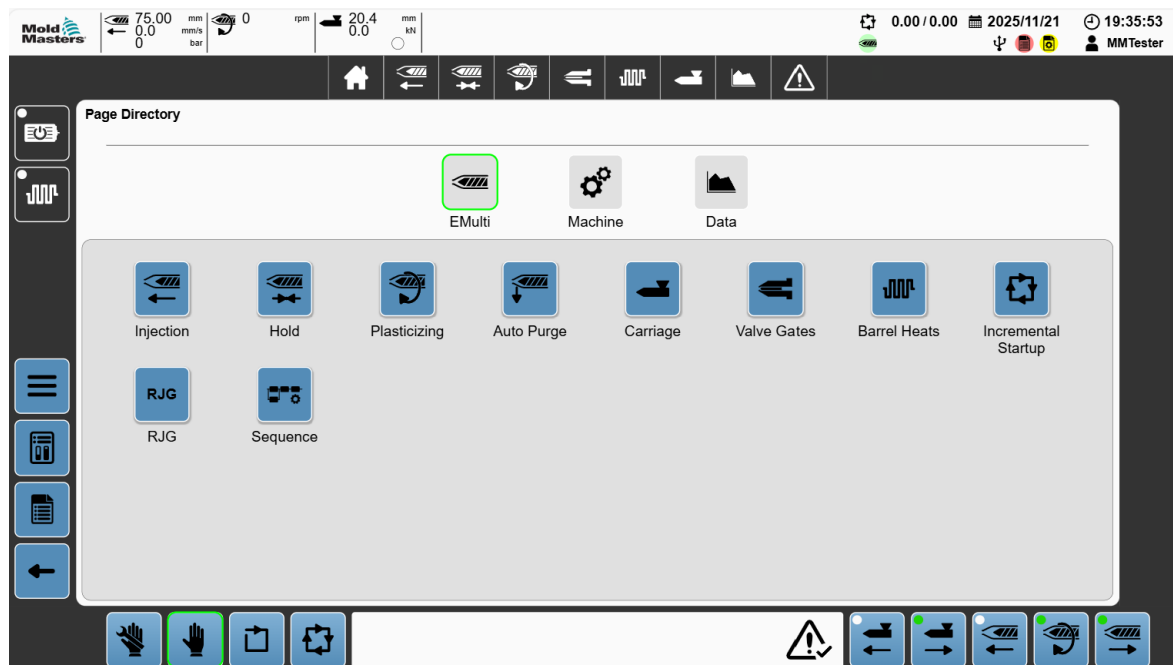 Mold
Masters
75.00 mm
0.0 mm/s
0 bar
0 rpm
20.4 mm
0.0 kN
0.00 / 0.00
2025/11/21
19:35:53
MMTester
Page Directory
EMulti
Machine
Data
Injection
Hold
Plasticizing
Auto Purge
Carriage
Valve Gates
Barrel Heats
Incremental
Startup
RJG
RJG
Sequence